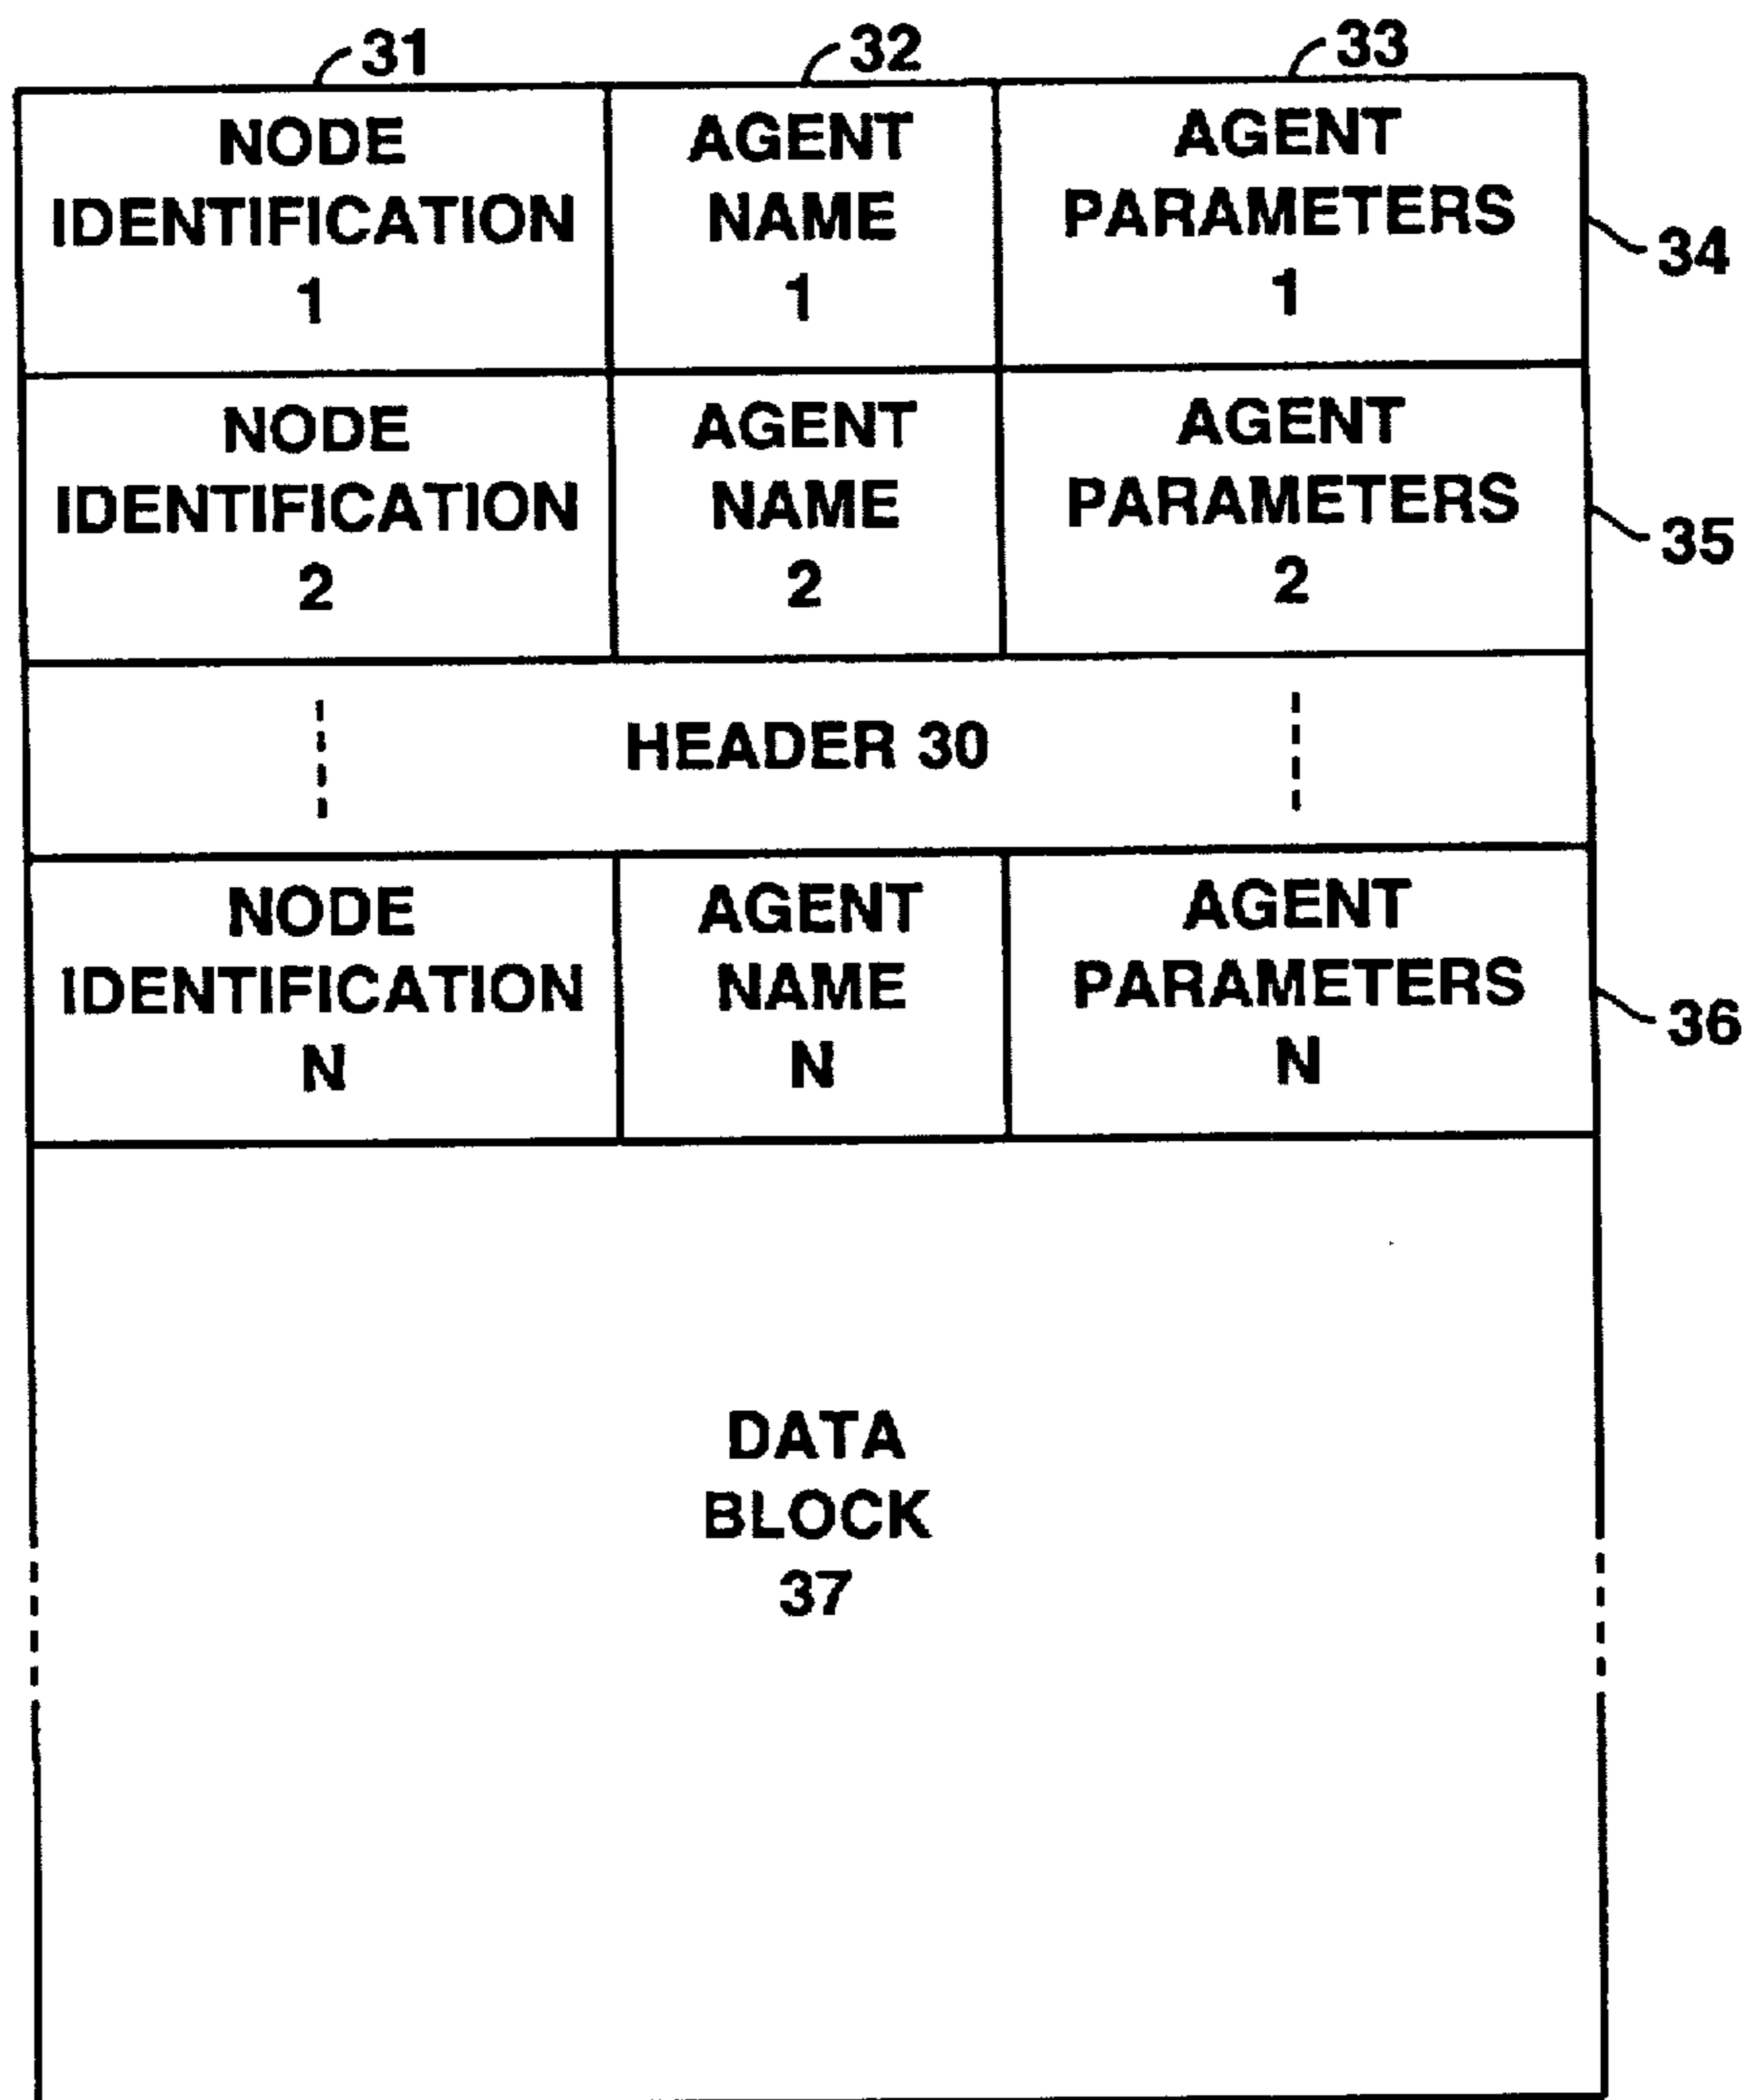 31
32
33
NODE
IDENTIFICATION
1
AGENT
NAME
1
AGENT
PARAMETERS
1
34
NODE
IDENTIFICATION
2
AGENT
NAME
2
AGENT
PARAMETERS
2
35
HEADER 30
NODE
IDENTIFICATION
N
AGENT
NAME
N
AGENT
PARAMETERS
N
36
DATA
BLOCK
37